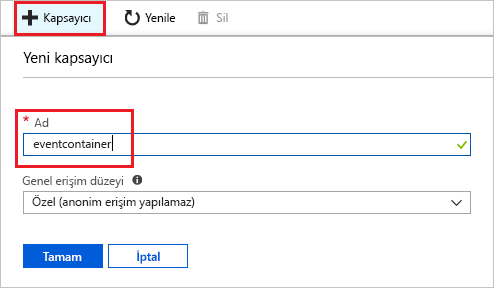 Kapsayıcı Yenile Sil
Yeni kapsayıcı
* Ad
eventcontainer
Genel erişim düzeyi
Özel (anonim erişim yapılamaz)
Tamam İptal